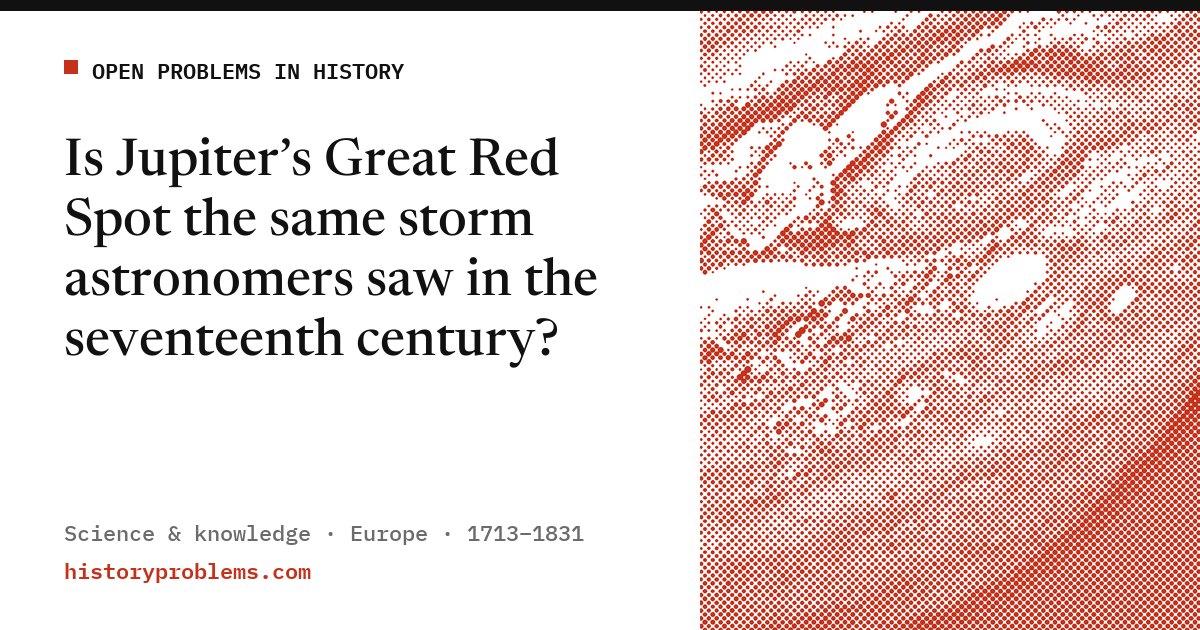 OPEN PROBLEMS IN HISTORY
Is Jupiter’s Great Red
Spot the same storm
astronomers saw in the
seventeenth century?
Science & knowledge · Europe · 1713–1831
historyproblems.com